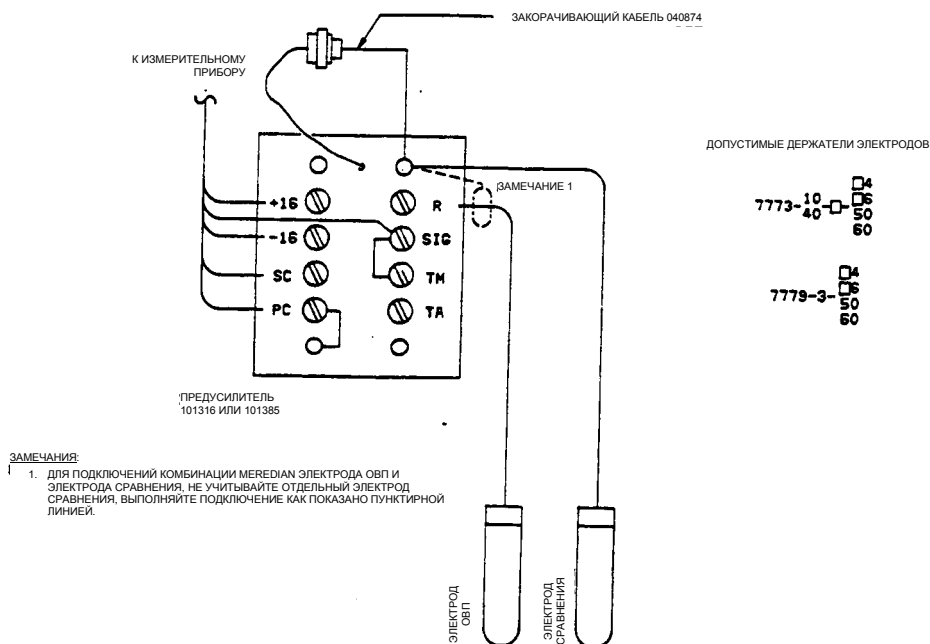 ЗАКОРАЧИВАЮЩИЙ КАБЕЛЬ 040874
К ИЗМЕРИТЕЛЬНОМУ
ПРИБОРУ
ДОПУСТИМЫЕ ДЕРЖАТЕЛИ ЭЛЕКТРОДОВ
ЗАМЕЧАНИЕ 1
+16
R
-16
SIG
SC
TM
PC
TA
7773-10
40-□-□4
□6
50
60
7779-3-□4
□6
50
60
ПРЕДУСИЛИТЕЛЬ
101316 ИЛИ 101385
ЗАМЕЧАНИЯ:
1. ДЛЯ ПОДКЛЮЧЕНИЙ КОМБИНАЦИИ MEREDIAN ЭЛЕКТРОДА ОВП И
ЭЛЕКТРОДА СРАВНЕНИЯ, НЕ УЧИТЫВАЙТЕ ОТДЕЛЬНЫЙ ЭЛЕКТРОД
СРАВНЕНИЯ, ВЫПОЛНЯЙТЕ ПОДКЛЮЧЕНИЕ КАК ПОКАЗАНО ПУНКТИРНОЙ
ЛИНИЕЙ.
ЭЛЕКТРОД
ОВП
ЭЛЕКТРОД
СРАВНЕНИЯ